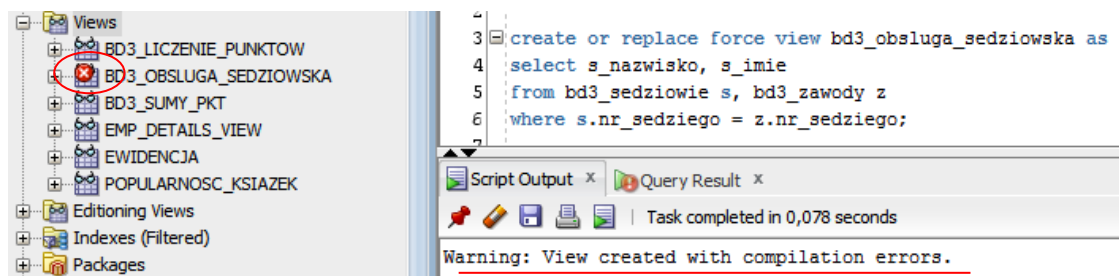 Views
BD3_LICZENIE_PUNKTOW
BD3_OBSLUGA_SEDZIOWSKA
BD3_SUMY_PKT
EMP_DETAILS_VIEW
EWIDENCJA
POPULARNOSC_KSIAZEK
Editioning Views
Indexes (Filtered)
Packages
3 create or replace force view bd3_obsluga_sedziowska as
4 select s_nazwisko, s_imie
5 from bd3_sedziowie s, bd3_zawody z
6 where s.nr_sedziego = z.nr_sedziego;
Script Output x Query Result x
Task completed in 0,078 seconds
Warning: View created with compilation errors.